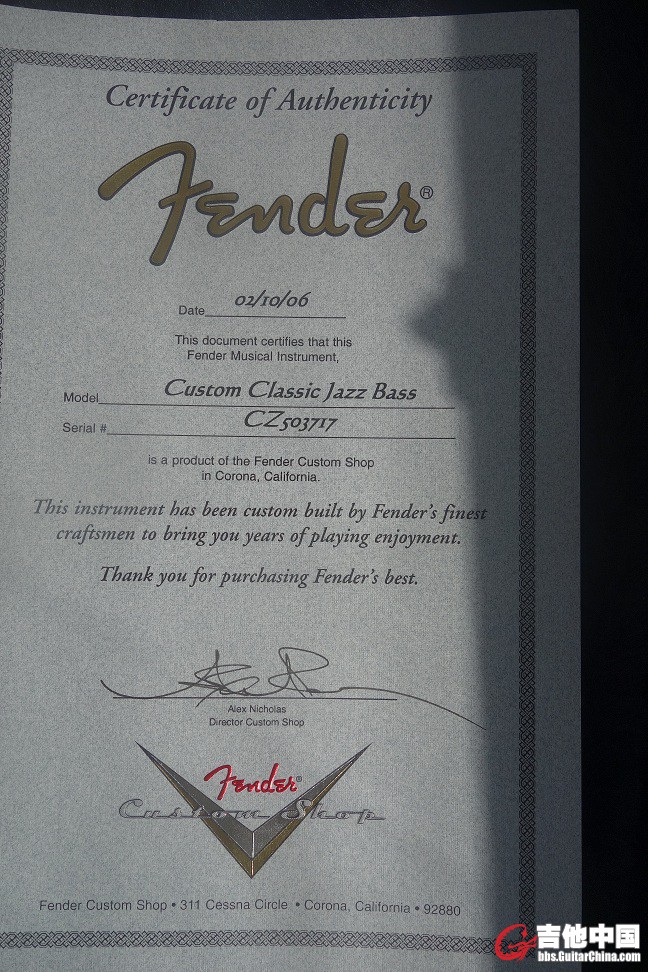 Certificate of Authenticity
Fender®
Date 02/10/06
This document certifies that this
Fender Musical Instrument,
Model Custom Classic Jazz Bass
Serial # CZ503717
is a product of the Fender Custom Shop
in Corona, California.
This instrument has been custom built by Fender's finest
craftsmen to bring you years of playing enjoyment.
Thank you for purchasing Fender's best.
Alex Nicholas
Director Custom Shop
Fender®
Custom Shop
Fender Custom Shop • 311 Cessna Circle • Corona, California • 92880
吉他中国
bbs.GuitarChina.com